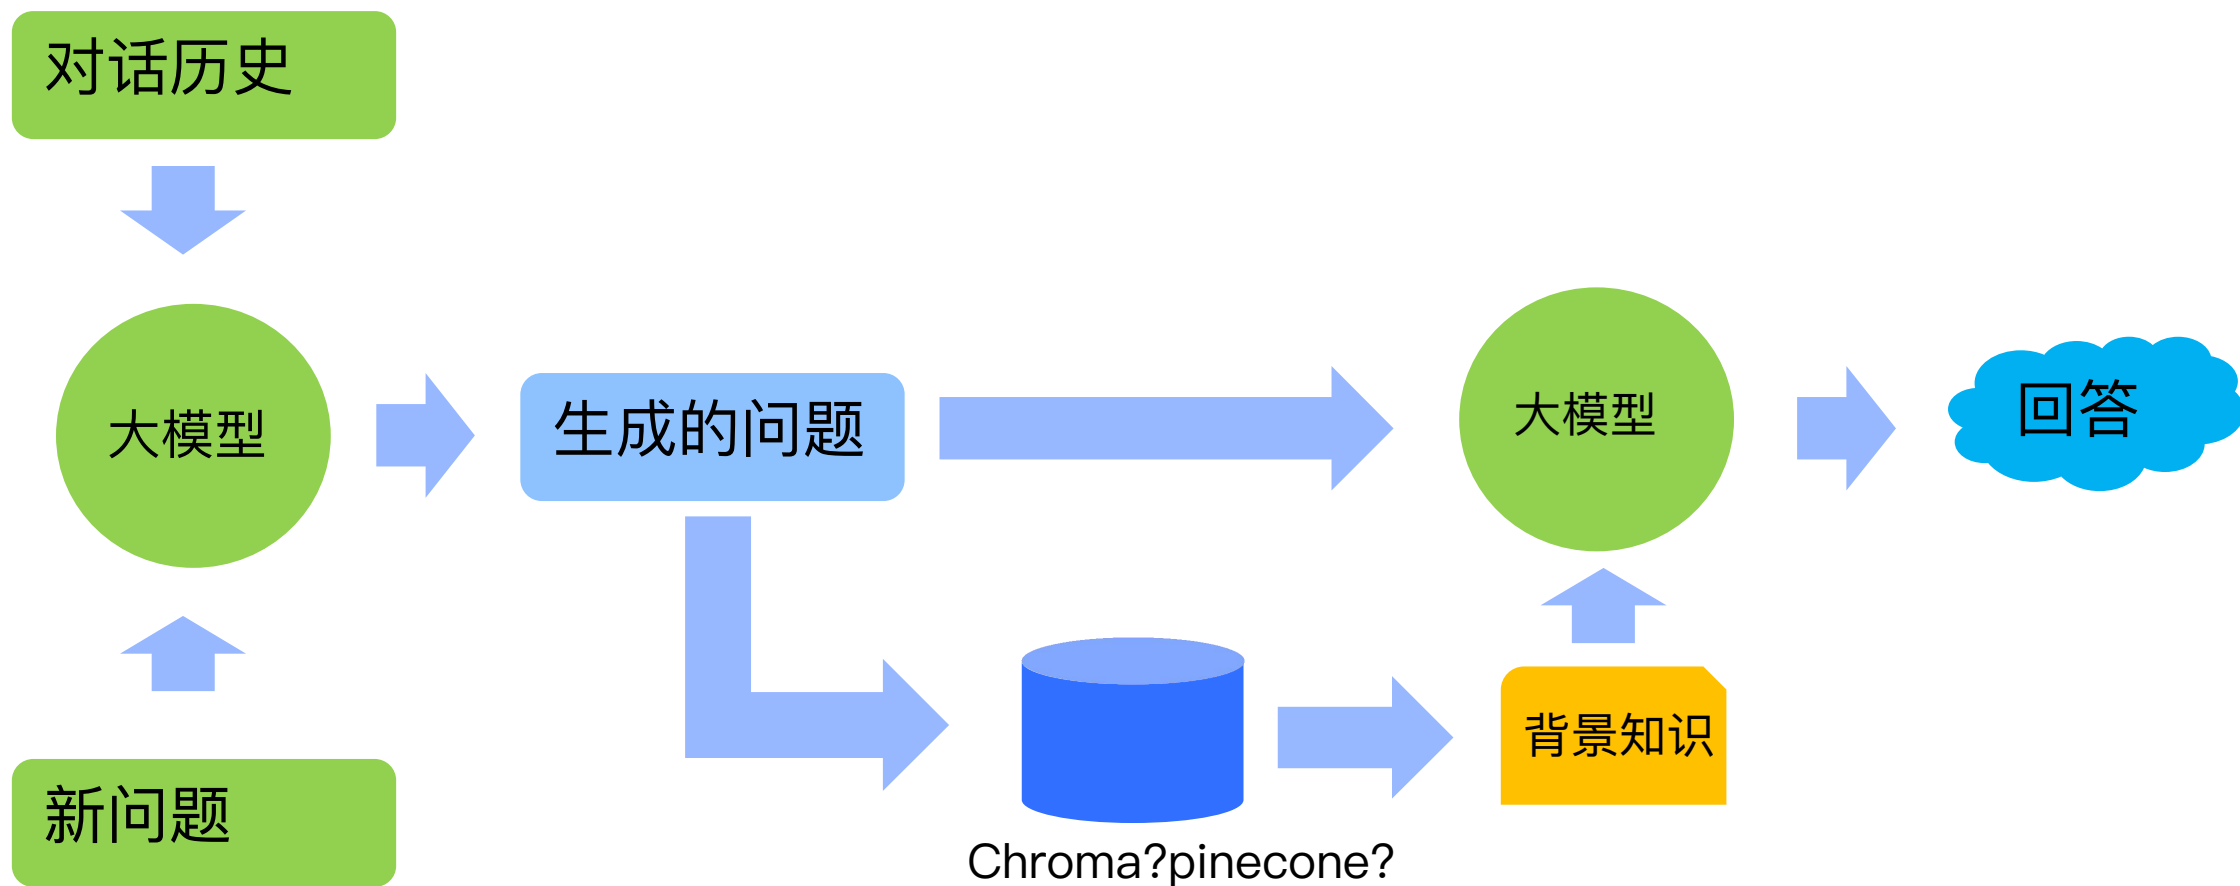 对话历史
大模型
生成的问题
大模型
回答
背景知识
新问题
Chroma?pinecone?